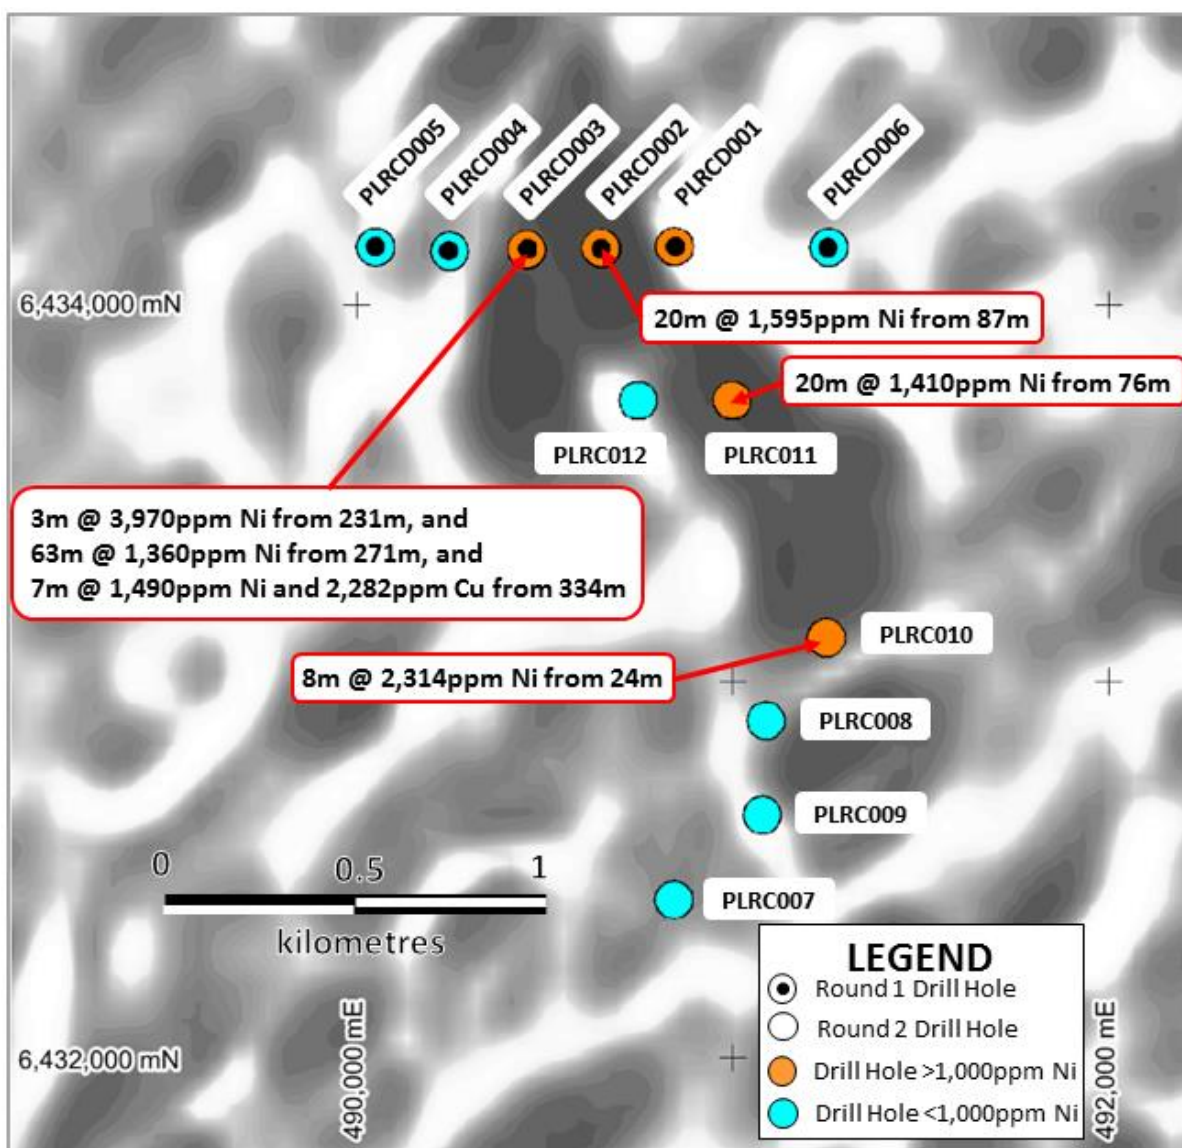 PLRCD005
PLRCD004
PLRCD003
PLRCD002
PLRCD001
PLRCD006
6,434,000 mN
20m @ 1,595ppm Ni from 87m
20m @ 1,410ppm Ni from 76m
PLRC012
PLRC011
3m @ 3,970ppm Ni from 231m, and
63m @ 1,360ppm Ni from 271m, and
7m @ 1,490ppm Ni and 2,282ppm Cu from 334m
PLRC010
8m @ 2,314ppm Ni from 24m
PLRC008
PLRC009
0 0.5 1
kilometres
PLRC007
LEGEND
Round 1 Drill Hole
Round 2 Drill Hole
Drill Hole >1,000ppm Ni
Drill Hole <1,000ppm Ni
6,432,000 mN
490,000 mE
492,000 mE